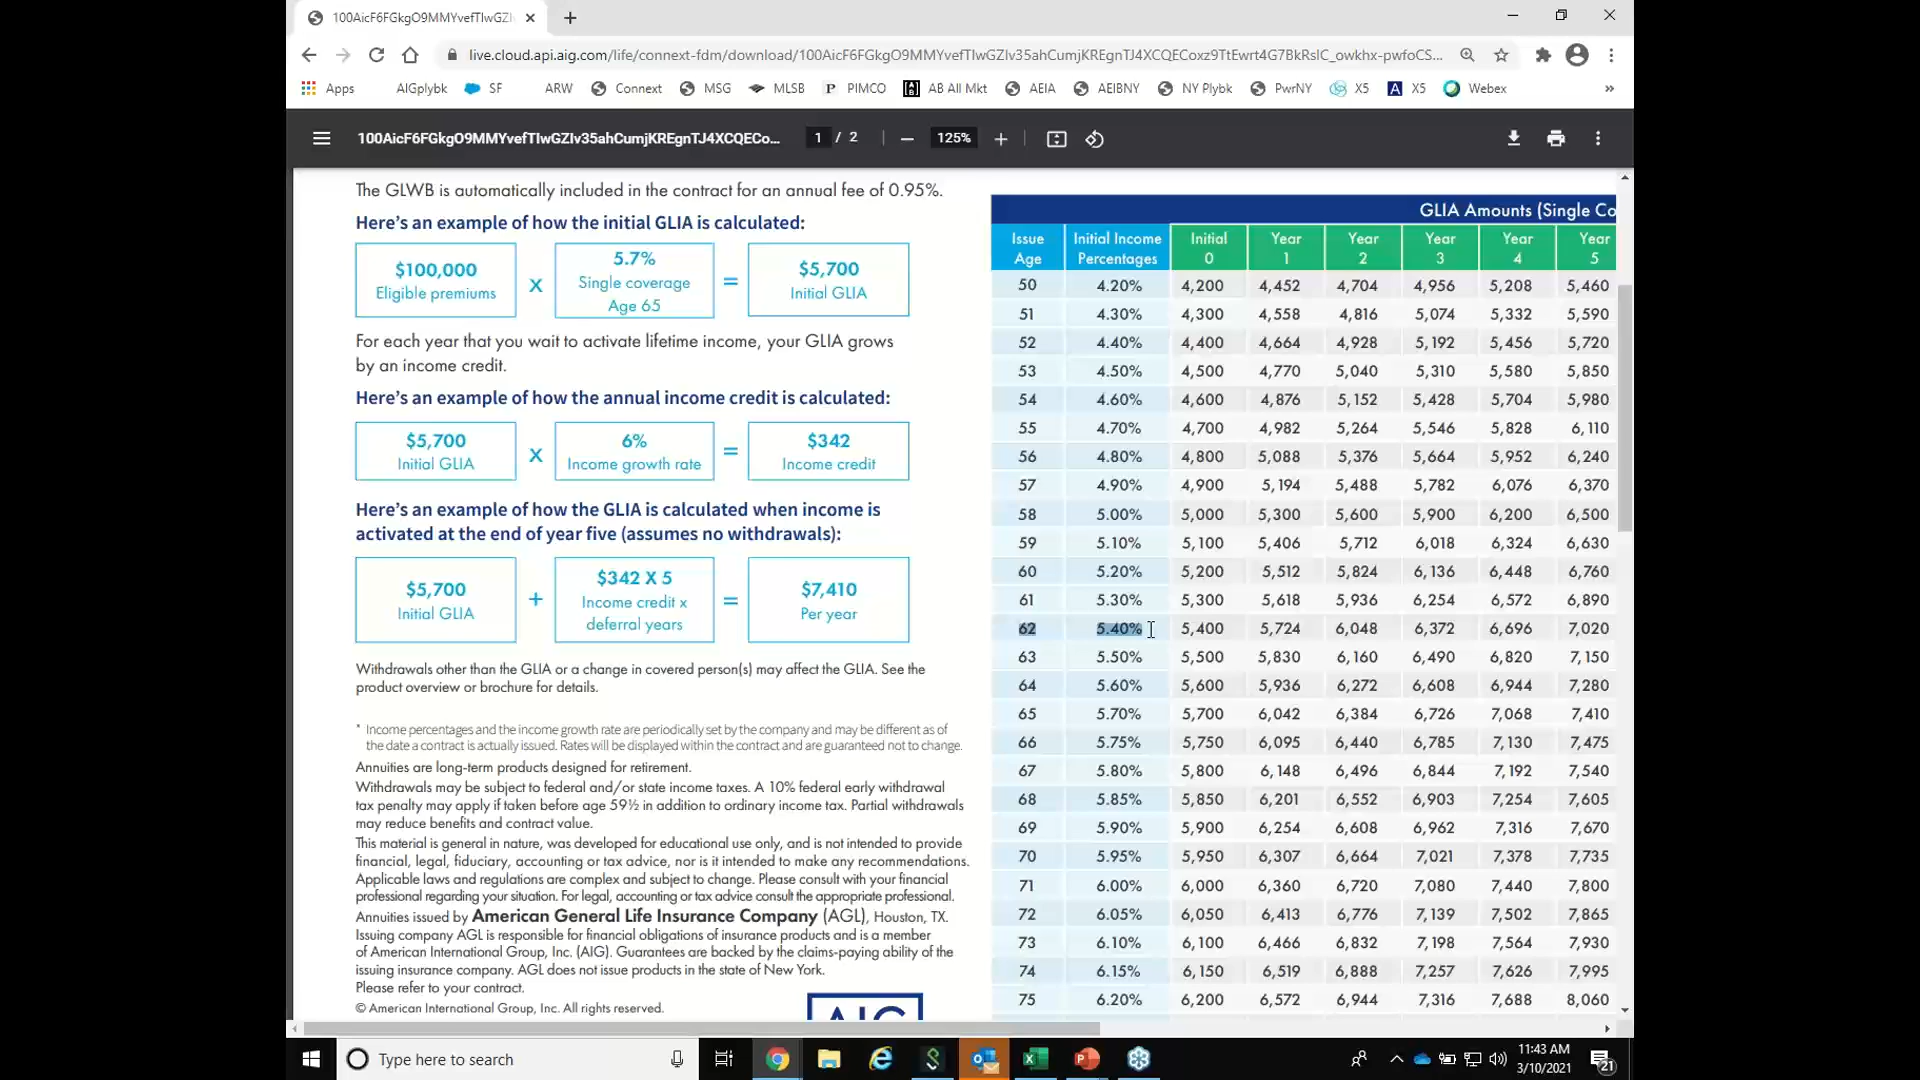 100AicF6FGkgO9MMYvefTIwGZI
live.cloud.api.aig.com/life/connext-fdm/download/100AicF6FGkgO9MMYvefTIwGZIv35ahCumjKREgnTJ4XCQECoxz9TtEwrt4G7BkRslC_owkhx-pwfoCS...
Apps AIGplybk SF ARW Connext MSG MLSB PIMCO AB All Mkt AEIA AEIBNY NY Plybk PwrNY X5 X5 Webex »
100AicF6FGkgO9MMYvefTIwGZIv35ahCumjKREgnTJ4XCQECo... 1 / 2 125%
The GLWB is automatically included in the contract for an annual fee of 0.95%.
Here's an example of how the initial GLIA is calculated:
$100,000 Eligible premiums x 5.7% Single coverage Age 65 = $5,700 Initial GLIA
For each year that you wait to activate lifetime income, your GLIA grows
by an income credit.
Here's an example of how the annual income credit is calculated:
$5,700 Initial GLIA x 6% Income growth rate = $342 Income credit
Here's an example of how the GLIA is calculated when income is
activated at the end of year five (assumes no withdrawals):
$5,700 Initial GLIA + $342 X 5 Income credit x deferral years = $7,410 Per year
Withdrawals other than the GLIA or a change in covered person(s) may affect the GLIA. See the
product overview or brochure for details.
* Income percentages and the income growth rate are periodically set by the company and may be different as of
the date a contract is actually issued. Rates will be displayed within the contract and are guaranteed not to change.
Annuities are long-term products designed for retirement.
Withdrawals may be subject to federal and/or state income taxes. A 10% federal early withdrawal
tax penalty may apply if taken before age 59½ in addition to ordinary income tax. Partial withdrawals
may reduce benefits and contract value.
This material is general in nature, was developed for educational use only, and is not intended to provide
financial, legal, fiduciary, accounting or tax advice, nor is it intended to make any recommendations.
Applicable laws and regulations are complex and subject to change. Please consult with your financial
professional regarding your situation. For legal, accounting or tax advice consult the appropriate professional.
Annuities issued by American General Life Insurance Company (AGL), Houston, TX.
Issuing company AGL is responsible for financial obligations of insurance products and is a member
of American International Group, Inc. (AIG). Guarantees are backed by the claims-paying ability of the
issuing insurance company. AGL does not issue products in the state of New York.
Please refer to your contract.
© American International Group, Inc. All rights reserved.
AIG
GLIA Amounts (Single Co
Issue Age Initial Income Percentages Initial 0 Year 1 Year 2 Year 3 Year 4 Year 5
50 4.20% 4,200 4,452 4,704 4,956 5,208 5,460
51 4.30% 4,300 4,558 4,816 5,074 5,332 5,590
52 4.40% 4,400 4,664 4,928 5,192 5,456 5,720
53 4.50% 4,500 4,770 5,040 5,310 5,580 5,850
54 4.60% 4,600 4,876 5,152 5,428 5,704 5,980
55 4.70% 4,700 4,982 5,264 5,546 5,828 6,110
56 4.80% 4,800 5,088 5,376 5,664 5,952 6,240
57 4.90% 4,900 5,194 5,488 5,782 6,076 6,370
58 5.00% 5,000 5,300 5,600 5,900 6,200 6,500
59 5.10% 5,100 5,406 5,712 6,018 6,324 6,630
60 5.20% 5,200 5,512 5,824 6,136 6,448 6,760
61 5.30% 5,300 5,618 5,936 6,254 6,572 6,890
62 5.40% 5,400 5,724 6,048 6,372 6,696 7,020
63 5.50% 5,500 5,830 6,160 6,490 6,820 7,150
64 5.60% 5,600 5,936 6,272 6,608 6,944 7,280
65 5.70% 5,700 6,042 6,384 6,726 7,068 7,410
66 5.75% 5,750 6,095 6,440 6,785 7,130 7,475
67 5.80% 5,800 6,148 6,496 6,844 7,192 7,540
68 5.85% 5,850 6,201 6,552 6,903 7,254 7,605
69 5.90% 5,900 6,254 6,608 6,962 7,316 7,670
70 5.95% 5,950 6,307 6,664 7,021 7,378 7,735
71 6.00% 6,000 6,360 6,720 7,080 7,440 7,800
72 6.05% 6,050 6,413 6,776 7,139 7,502 7,865
73 6.10% 6,100 6,466 6,832 7,198 7,564 7,930
74 6.15% 6,150 6,519 6,888 7,257 7,626 7,995
75 6.20% 6,200 6,572 6,944 7,316 7,688 8,060
Type here to search
11:43 AM
3/10/2021
21